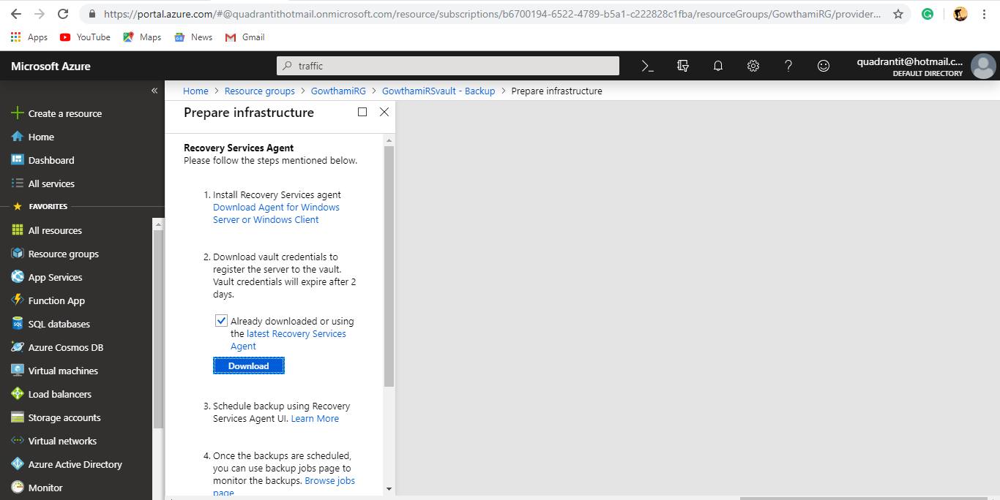 https://portal.azure.com/#@quadrantithotmail.onmicrosoft.com/resource/subscriptions/b6700194-6522-4789-b5a1-c222828c1fba/resourceGroups/GowthamiRG/provider...
Apps YouTube Maps News Gmail
Microsoft Azure
traffic
quadrantit@hotmail.c...
DEFAULT DIRECTORY
Home > Resource groups > GowthamiRG > GowthamiRSvault - Backup > Prepare infrastructure
Create a resource
Home
Dashboard
All services
FAVORITES
All resources
Resource groups
App Services
Function App
SQL databases
Azure Cosmos DB
Virtual machines
Load balancers
Storage accounts
Virtual networks
Azure Active Directory
Monitor
Prepare infrastructure
Recovery Services Agent
Please follow the steps mentioned below.
1. Install Recovery Services agent
Download Agent for Windows
Server or Windows Client
2. Download vault credentials to
register the server to the vault.
Vault credentials will expire after 2
days.
Already downloaded or using
the latest Recovery Services
Agent
Download
3. Schedule backup using Recovery
Services Agent UI. Learn More
4. Once the backups are scheduled,
you can use backup jobs page to
monitor the backups. Browse jobs
page